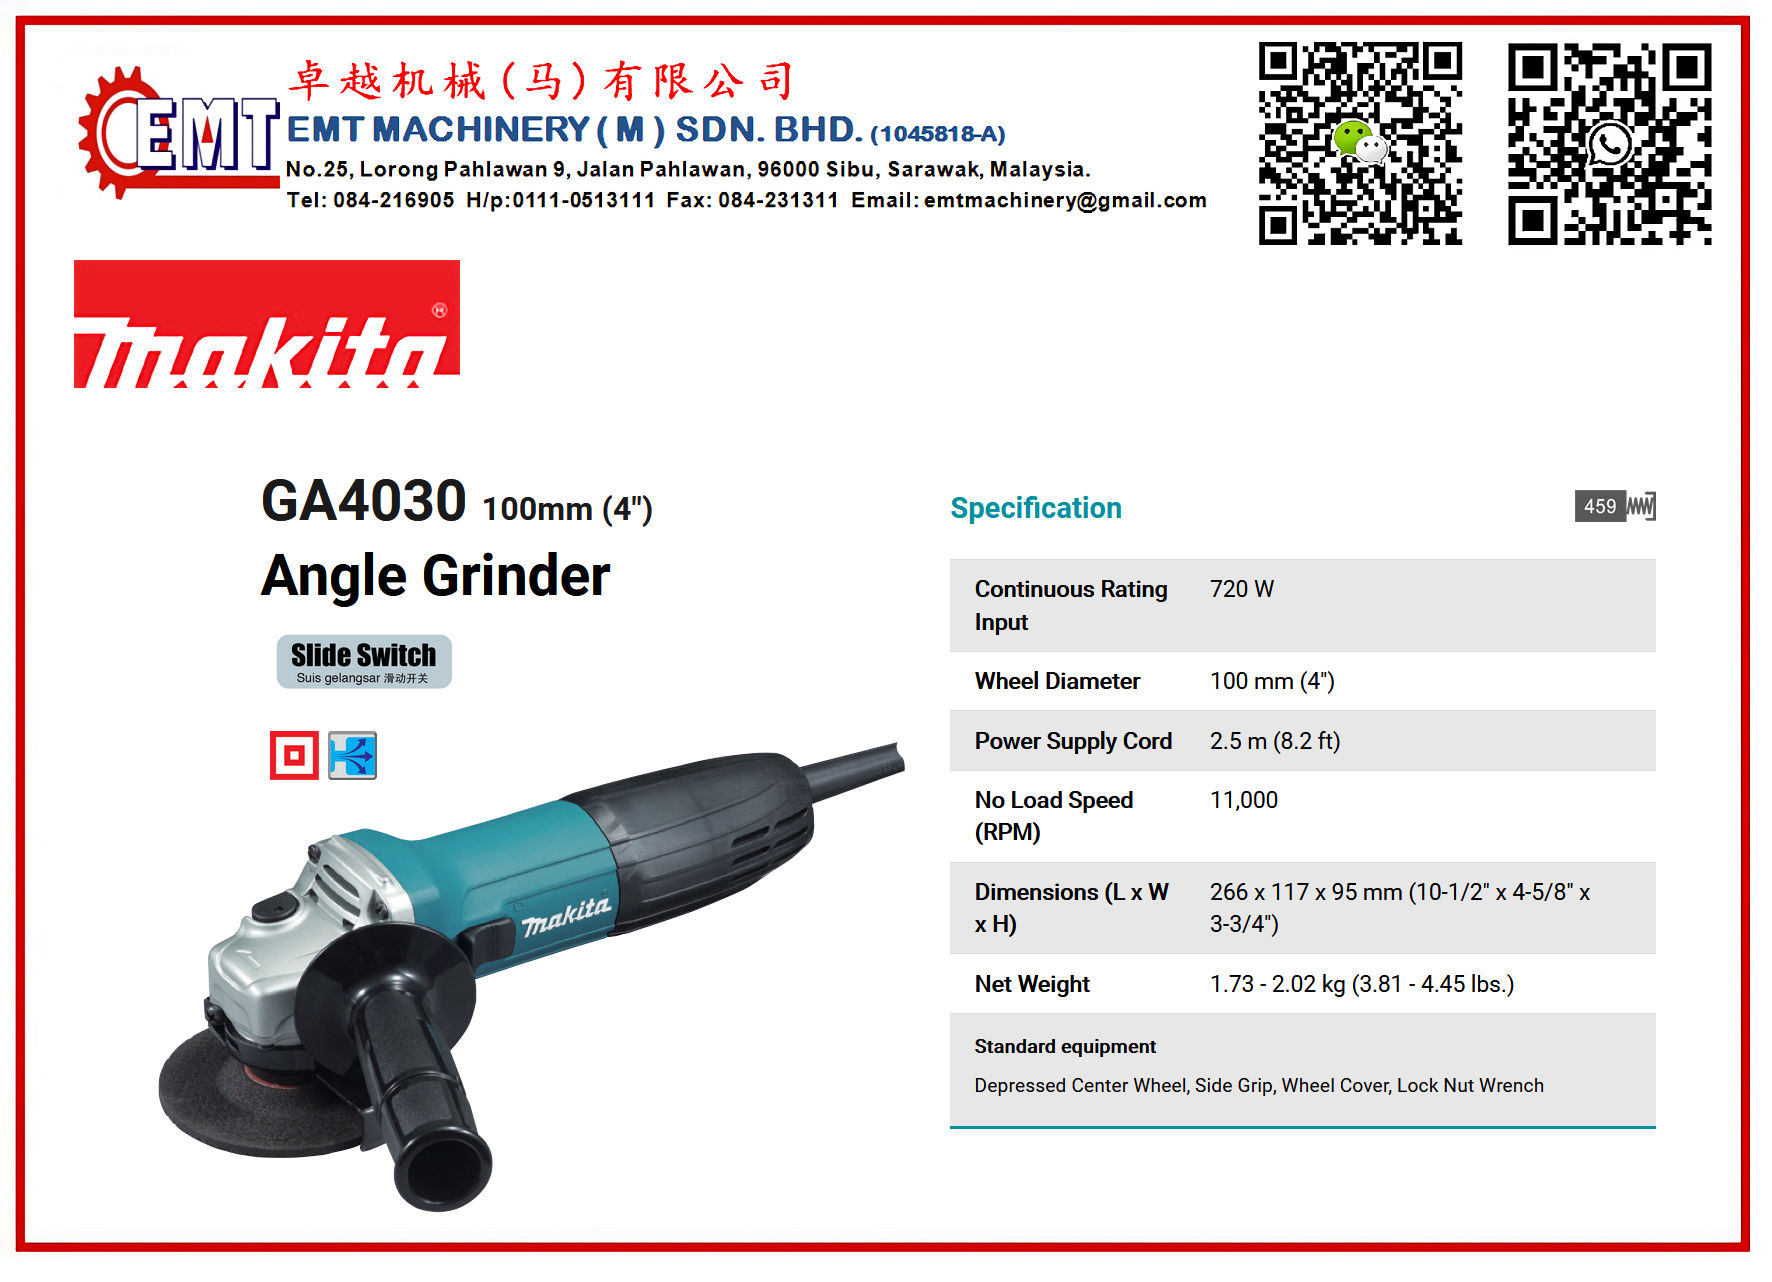 卓越机械(马)有限公司
EMT
EMT MACHINERY ( M ) SDN. BHD. (1045818-A)
No.25, Lorong Pahlawan 9, Jalan Pahlawan, 96000 Sibu, Sarawak, Malaysia.
Tel: 084-216905 H/p:0111-0513111 Fax: 084-231311 Email: emtmachinery@gmail.com
makita
GA4030 100mm (4")
Angle Grinder
Slide Switch
Suis gelangsar 滑动开关
makita
Specification
459
Continuous Rating Input 720 W
Wheel Diameter 100 mm (4")
Power Supply Cord 2.5 m (8.2 ft)
No Load Speed (RPM) 11,000
Dimensions (L x W x H) 266 x 117 x 95 mm (10-1/2" x 4-5/8" x 3-3/4")
Net Weight 1.73 - 2.02 kg (3.81 - 4.45 lbs.)
Standard equipment
Depressed Center Wheel, Side Grip, Wheel Cover, Lock Nut Wrench